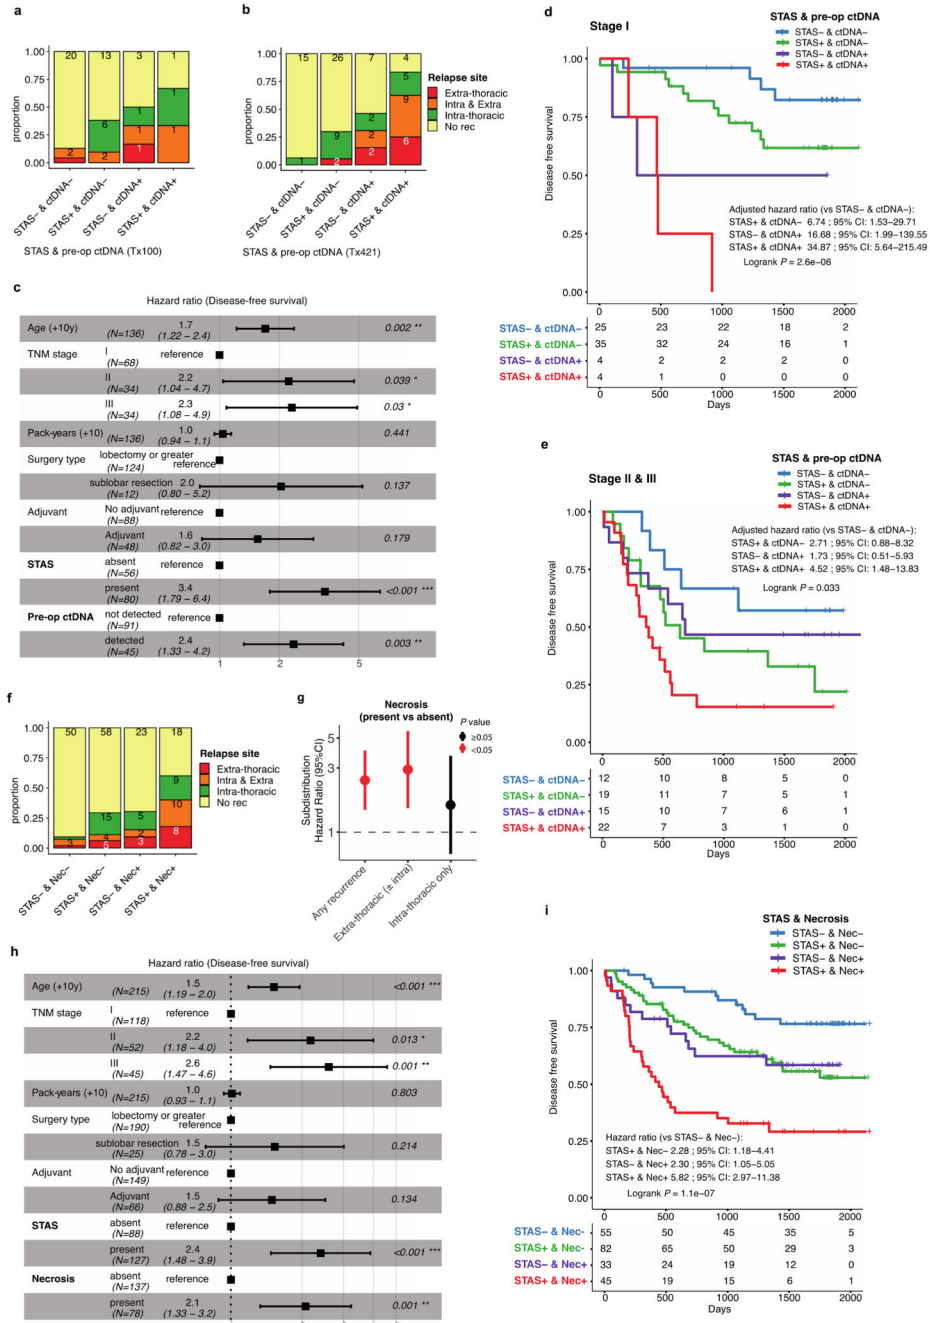 a
proportion
1.00
0.75
0.50
0.25
0.00
20
13
3
1
2
6
2
1
1
1
1
STAS− & ctDNA−
STAS+ & ctDNA−
STAS− & ctDNA+
STAS+ & ctDNA+
STAS & pre-op ctDNA (Tx100)
b
proportion
1.00
0.75
0.50
0.25
0.00
15
26
7
4
1
9
2
2
2
2
5
9
6
STAS− & ctDNA−
STAS+ & ctDNA−
STAS− & ctDNA+
STAS+ & ctDNA+
STAS & pre-op ctDNA (Tx421)
Relapse site
Extra-thoracic
Intra & Extra
Intra-thoracic
No rec
c
Hazard ratio (Disease-free survival)
Age (+10y) (N=136) 1.7 (1.22 − 2.4) 0.002 **
TNM stage I (N=68) reference
II (N=34) 2.2 (1.04 − 4.7) 0.039 *
III (N=34) 2.3 (1.08 − 4.9) 0.03 *
Pack-years (+10) (N=136) 1.0 (0.94 − 1.1) 0.441
Surgery type lobectomy or greater (N=124) reference
sublobar resection (N=12) 2.0 (0.80 − 5.2) 0.137
Adjuvant No adjuvant (N=88) reference
Adjuvant (N=48) 1.6 (0.82 − 3.0) 0.179
STAS absent (N=56) reference
present (N=80) 3.4 (1.79 − 6.4) <0.001 ***
Pre-op ctDNA not detected (N=91) reference
detected (N=45) 2.4 (1.33 − 4.2) 0.003 **
1 2 5
d
Stage I
STAS & pre-op ctDNA
STAS− & ctDNA−
STAS+ & ctDNA−
STAS− & ctDNA+
STAS+ & ctDNA+
Disease free survival
1.00
0.75
0.50
0.25
0.00
Adjusted hazard ratio (vs STAS− & ctDNA−):
STAS+ & ctDNA− 6.74 ; 95% CI: 1.53−29.71
STAS− & ctDNA+ 16.68 ; 95% CI: 1.99−139.55
STAS+ & ctDNA+ 34.87 ; 95% CI: 5.64−215.49
Logrank P = 2.6e−06
STAS− & ctDNA− 25 23 22 18 2
STAS+ & ctDNA− 35 32 24 16 1
STAS− & ctDNA+ 4 2 2 2 0
STAS+ & ctDNA+ 4 1 0 0 0
0 500 1000 1500 2000
Days
e
Stage II & III
STAS & pre-op ctDNA
STAS− & ctDNA−
STAS+ & ctDNA−
STAS− & ctDNA+
STAS+ & ctDNA+
Disease free survival
1.00
0.75
0.50
0.25
0.00
Adjusted hazard ratio (vs STAS− & ctDNA−):
STAS+ & ctDNA− 2.71 ; 95% CI: 0.88−8.32
STAS− & ctDNA+ 1.73 ; 95% CI: 0.51−5.93
STAS+ & ctDNA+ 4.52 ; 95% CI: 1.48−13.83
Logrank P = 0.033
STAS− & ctDNA− 12 10 8 5 0
STAS+ & ctDNA− 19 11 7 5 1
STAS− & ctDNA+ 15 10 7 6 1
STAS+ & ctDNA+ 22 7 3 1 0
0 500 1000 1500 2000
Days
f
proportion
1.00
0.75
0.50
0.25
0.00
50
58
23
18
3
15
4
5
5
2
3
9
10
8
STAS− & Nec−
STAS+ & Nec−
STAS− & Nec+
STAS+ & Nec+
Relapse site
Extra-thoracic
Intra & Extra
Intra-thoracic
No rec
g
Necrosis
(present vs absent)
P value
≥0.05
<0.05
Subdistribution
Hazard Ratio (95%CI)
5
3
1
Any recurrence
Extra-thoracic (± intra)
Intra-thoracic only
h
Hazard ratio (Disease-free survival)
Age (+10y) (N=215) 1.5 (1.19 − 2.0) <0.001 ***
TNM stage I (N=118) reference
II (N=52) 2.2 (1.18 − 4.0) 0.013 *
III (N=45) 2.6 (1.47 − 4.6) 0.001 **
Pack-years (+10) (N=215) 1.0 (0.93 − 1.1) 0.803
Surgery type lobectomy or greater (N=190) reference
sublobar resection (N=25) 1.5 (0.78 − 3.0) 0.214
Adjuvant No adjuvant (N=149) reference
Adjuvant (N=66) 1.5 (0.88 − 2.5) 0.134
STAS absent (N=88) reference
present (N=127) 2.4 (1.48 − 3.9) <0.001 ***
Necrosis absent (N=137) reference
present (N=78) 2.1 (1.33 − 3.2) 0.001 **
i
STAS & Necrosis
STAS− & Nec-
STAS+ & Nec-
STAS− & Nec+
STAS+ & Nec+
Disease free survival
1.00
0.75
0.50
0.25
0.00
Hazard ratio (vs STAS− & Nec−):
STAS+ & Nec− 2.28 ; 95% CI: 1.18−4.41
STAS− & Nec+ 2.30 ; 95% CI: 1.05−5.05
STAS+ & Nec+ 5.82 ; 95% CI: 2.97−11.38
Logrank P = 1.1e−07
STAS− & Nec- 55 50 45 35 5
STAS+ & Nec- 82 65 50 29 3
STAS− & Nec+ 33 24 19 12 0
STAS+ & Nec+ 45 19 15 6 1
0 500 1000 1500 2000
Days